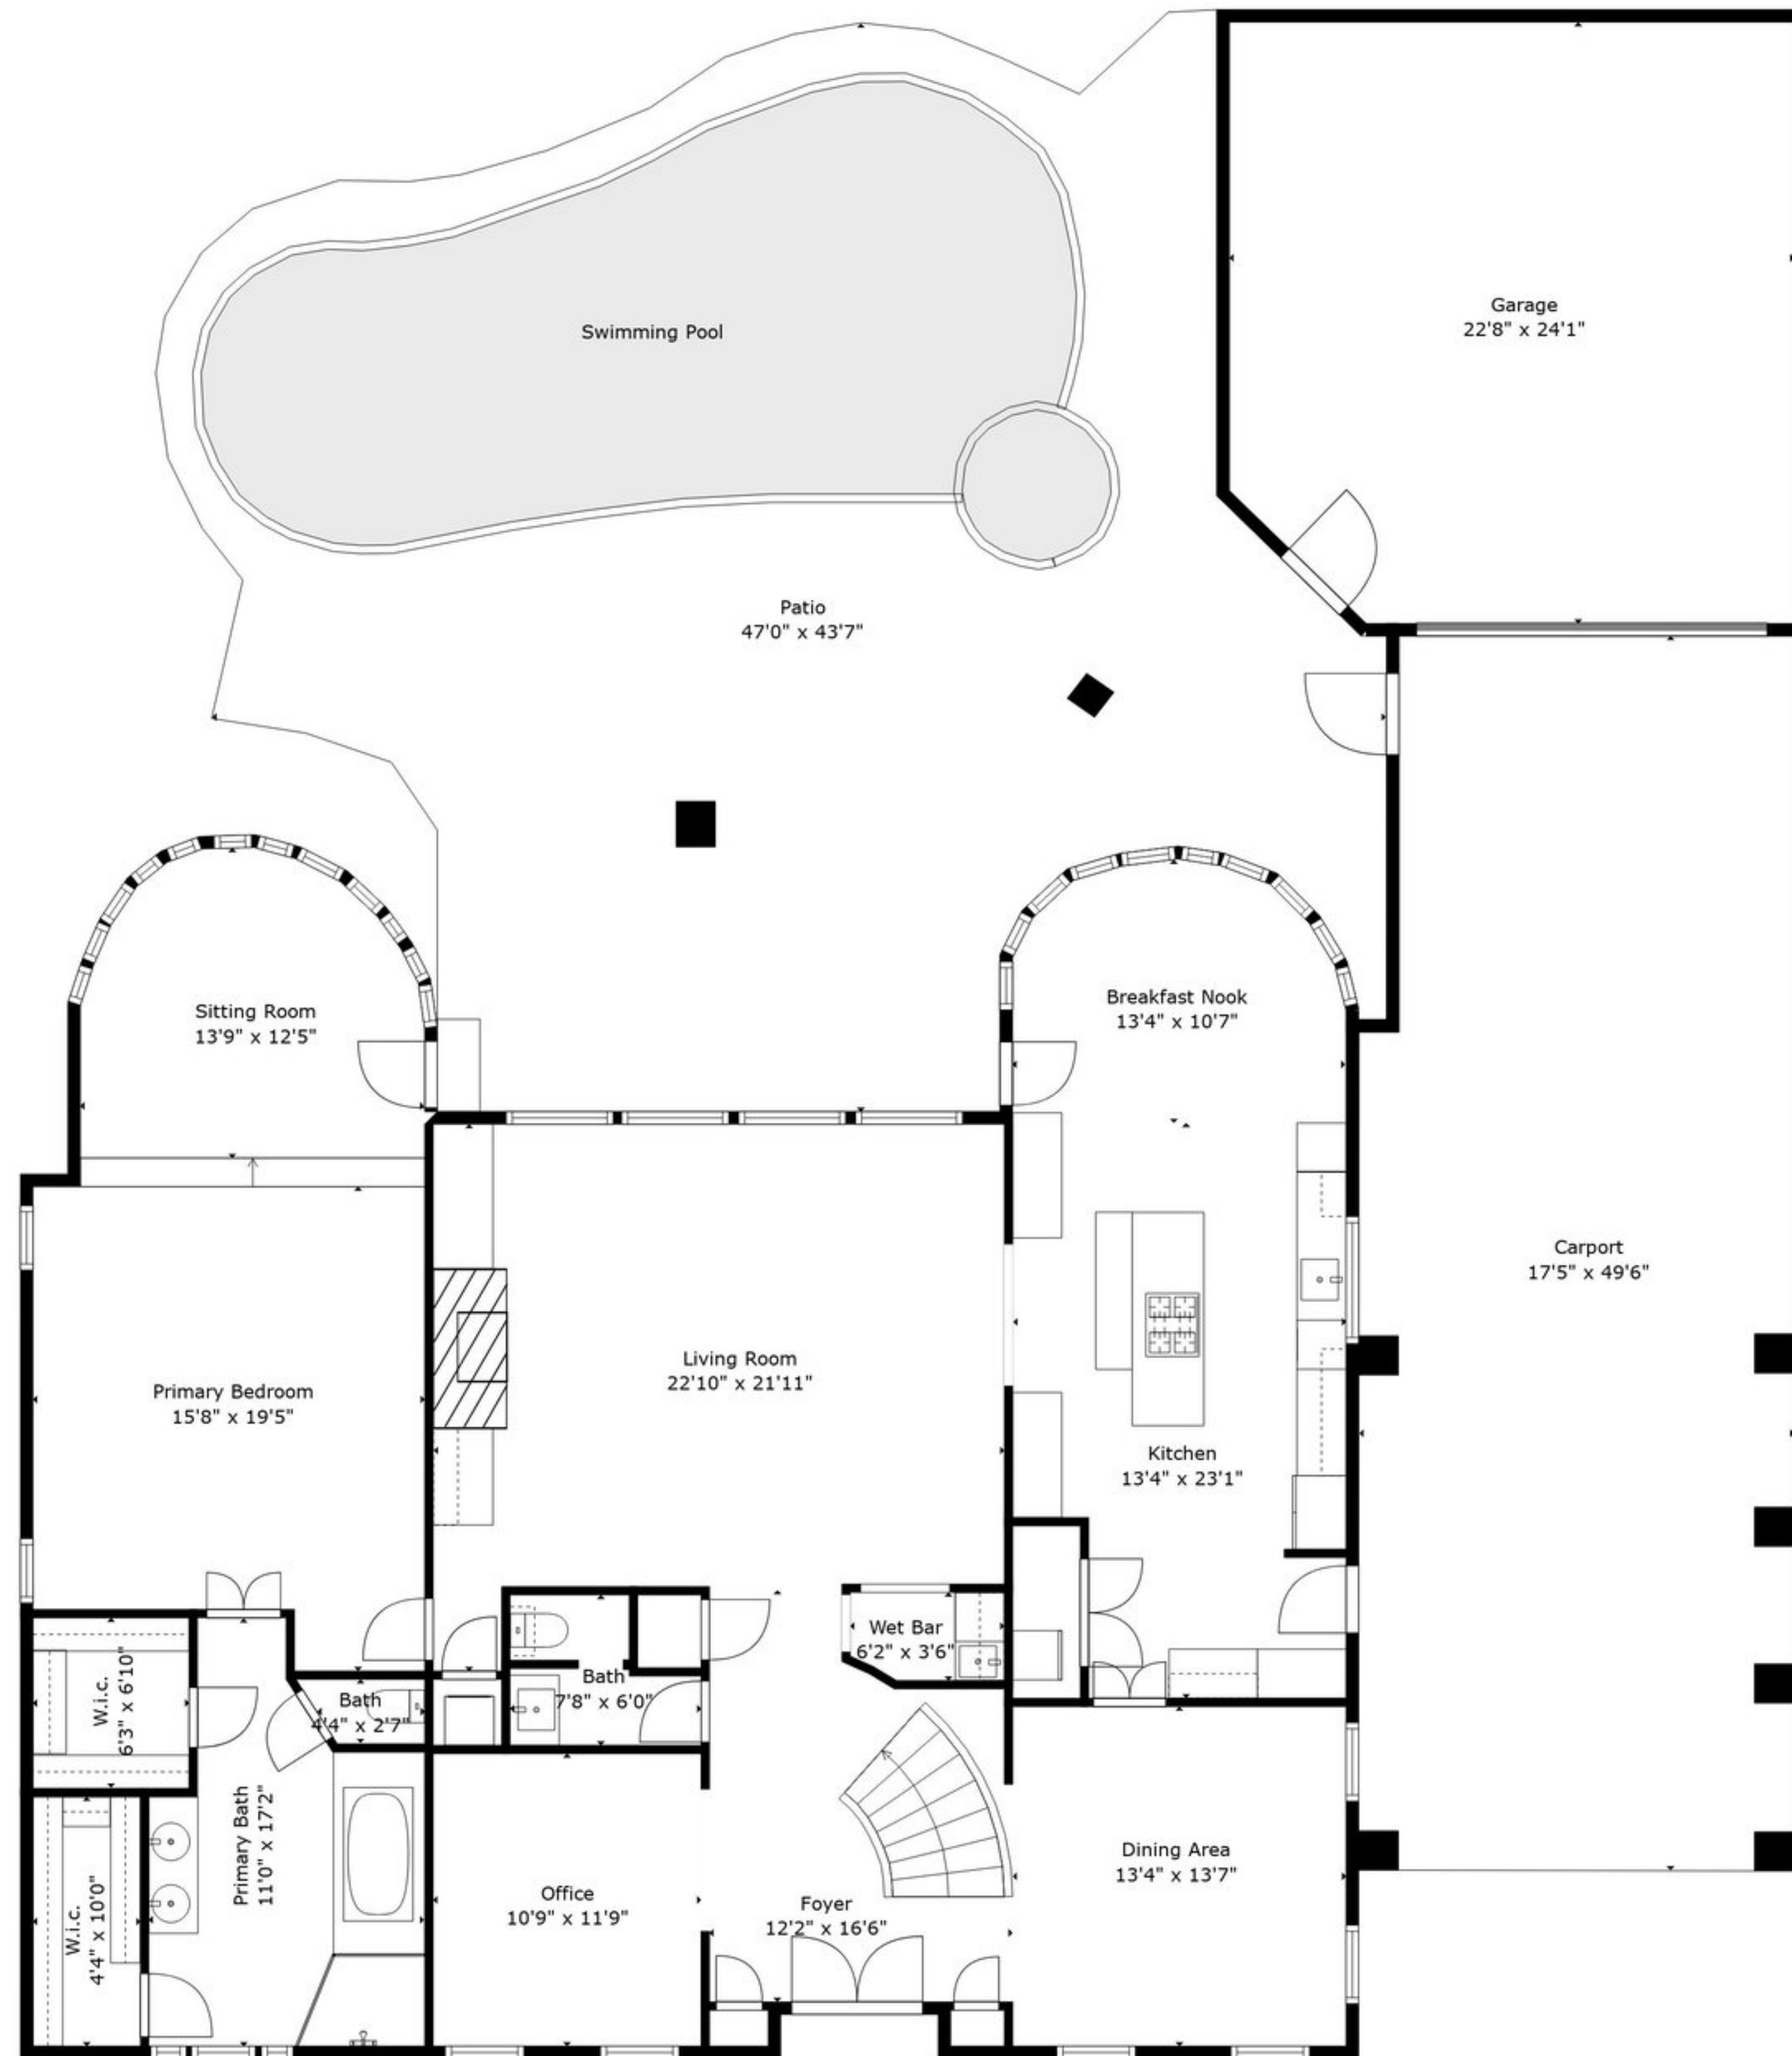 Garage
22'8" x 24'1"
Swimming Pool
Patio
47'0" x 43'7"
Sitting Room
13'9" x 12'5"
Breakfast Nook
13'4" x 10'7"
Carport
17'5" x 49'6"
Living Room
22'10" x 21'11"
Primary Bedroom
15'8" x 19'5"
Kitchen
13'4" x 23'1"
Wet Bar
6'2" x 3'6"
W.i.c.
6'3" x 6'10"
Bath
4'4" x 2'7"
Bath
7'8" x 6'0"
Primary Bath
11'0" x 17'2"
Dining Area
13'4" x 13'7"
Office
10'9" x 11'9"
Foyer
12'2" x 16'6"
W.i.c.
4'4" x 10'0"